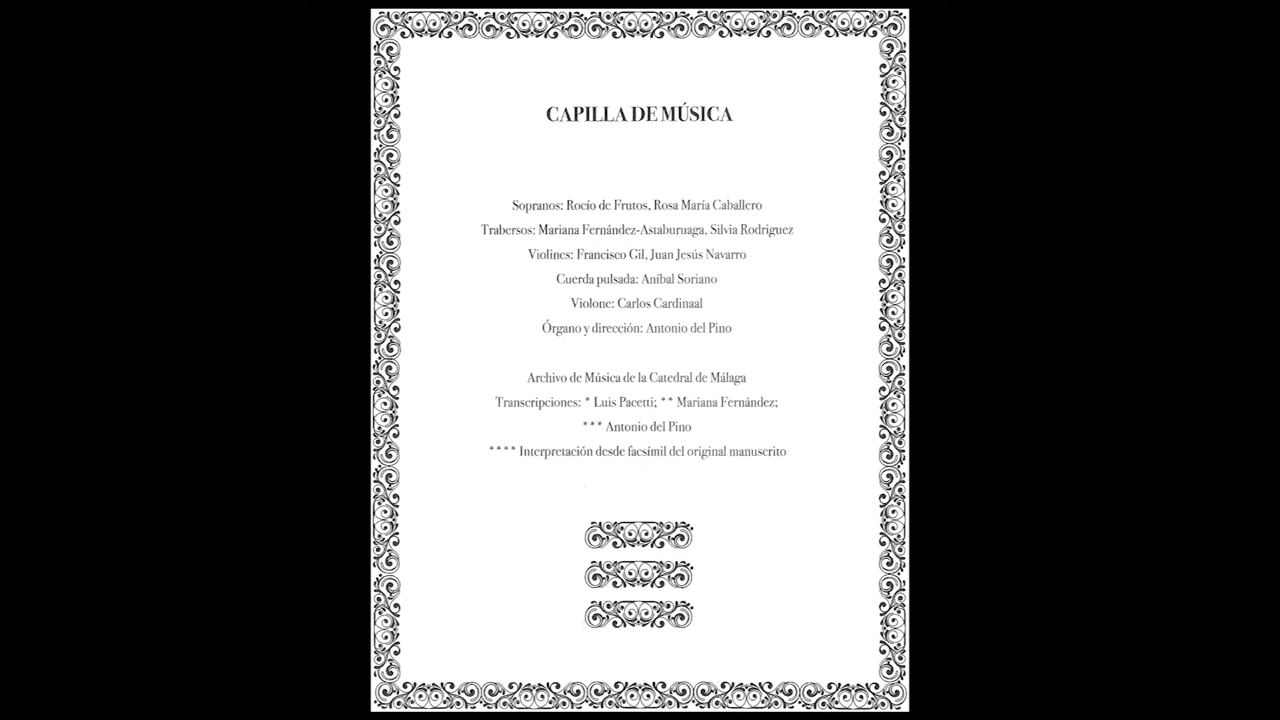 CAPILLA DE MÚSICA
Sopranos: Rocío de Frutos, Rosa María Caballero
Trabersos: Mariana Fernández-Astaburuaga, Silvia Rodriguez
Violines: Francisco Gil, Juan Jesús Navarro
Cuerda pulsada: Aníbal Soriano
Violone: Carlos Cardinaal
Órgano y dirección: Antonio del Pino
Archivo de Música de la Catedral de Málaga
Transcripciones: * Luis Pacetti; ** Mariana Fernández;
*** Antonio del Pino
**** Interpretación desde facsímil del original manuscrito